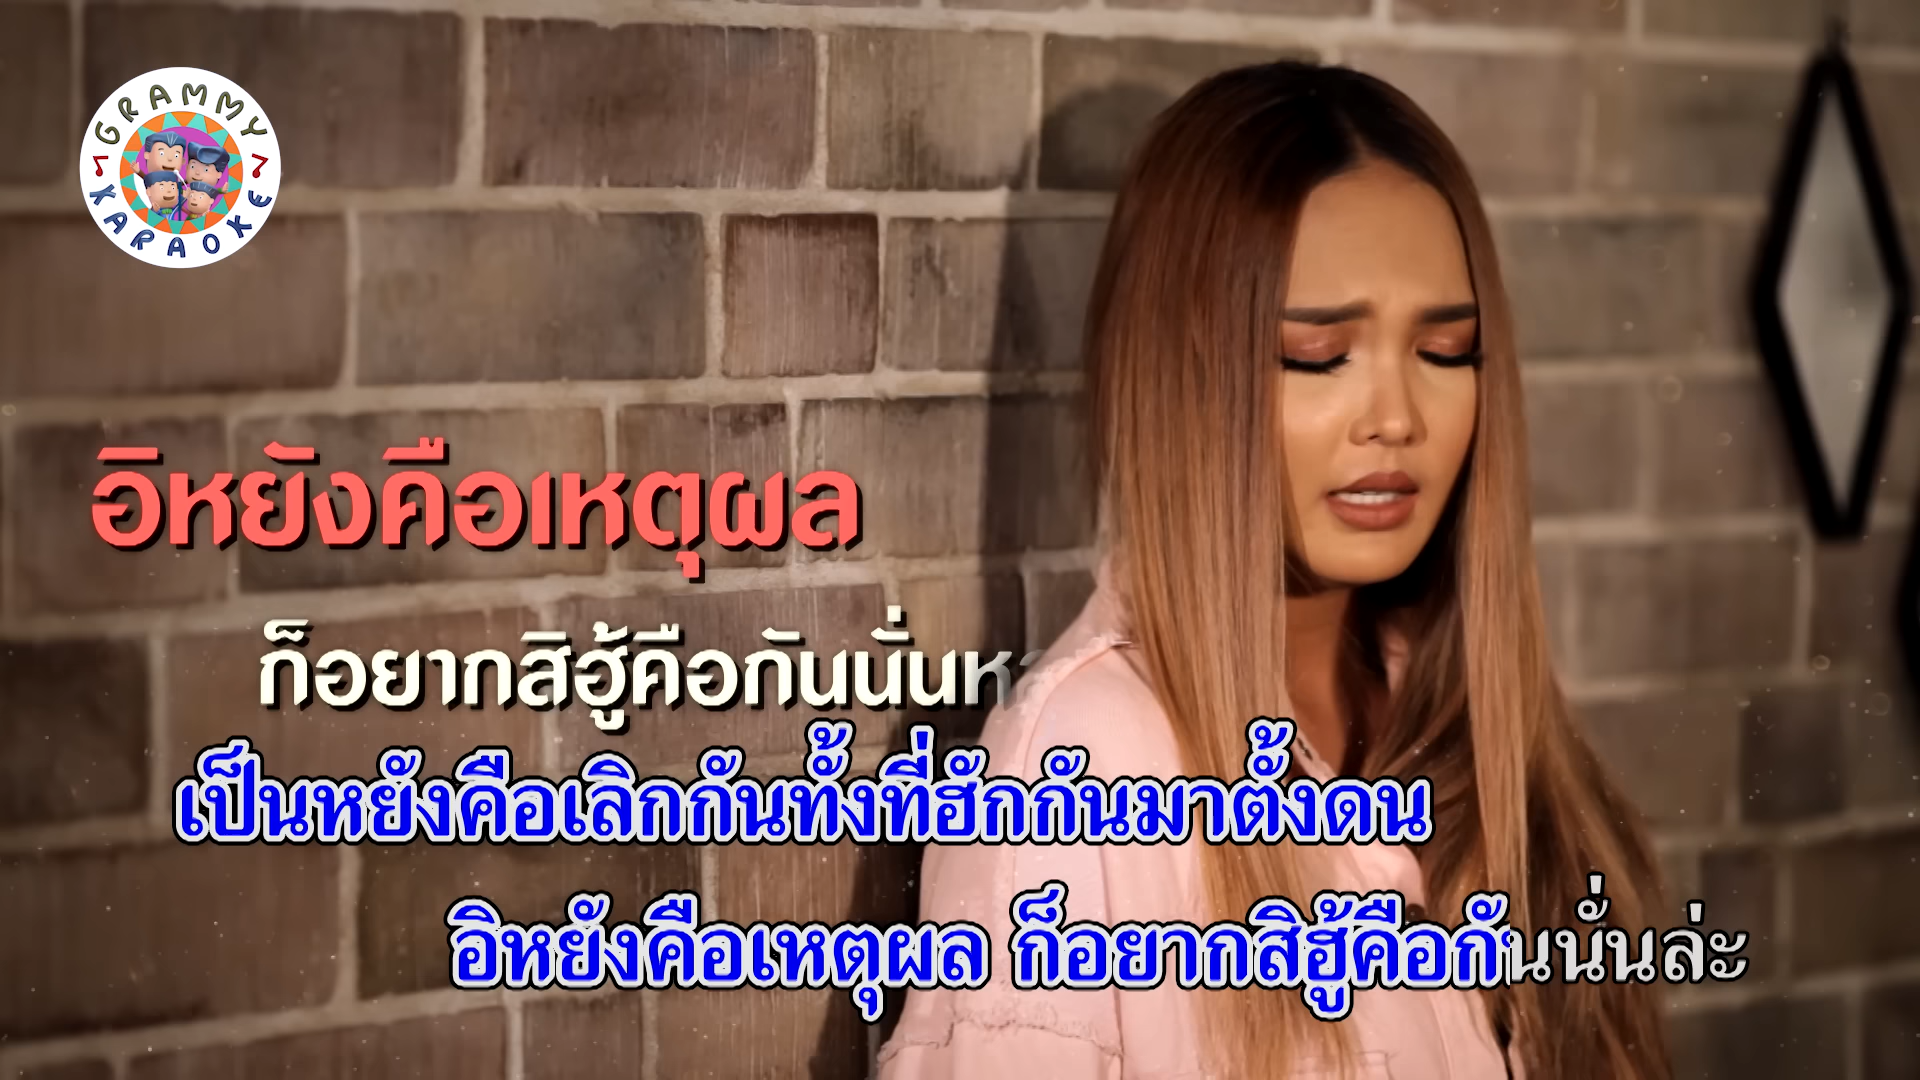 GRAMMY
KARAOKE
อิหยังคือเหตุผล
ก็อยากสิฮู้คือกันนั่น
เป็นหยังคือเลิกกันทั้งที่ฮักกันมาตั้งดน
อิหยังคือเหตุผล ก็อยากสิฮู้คือกันนั่นล่ะ